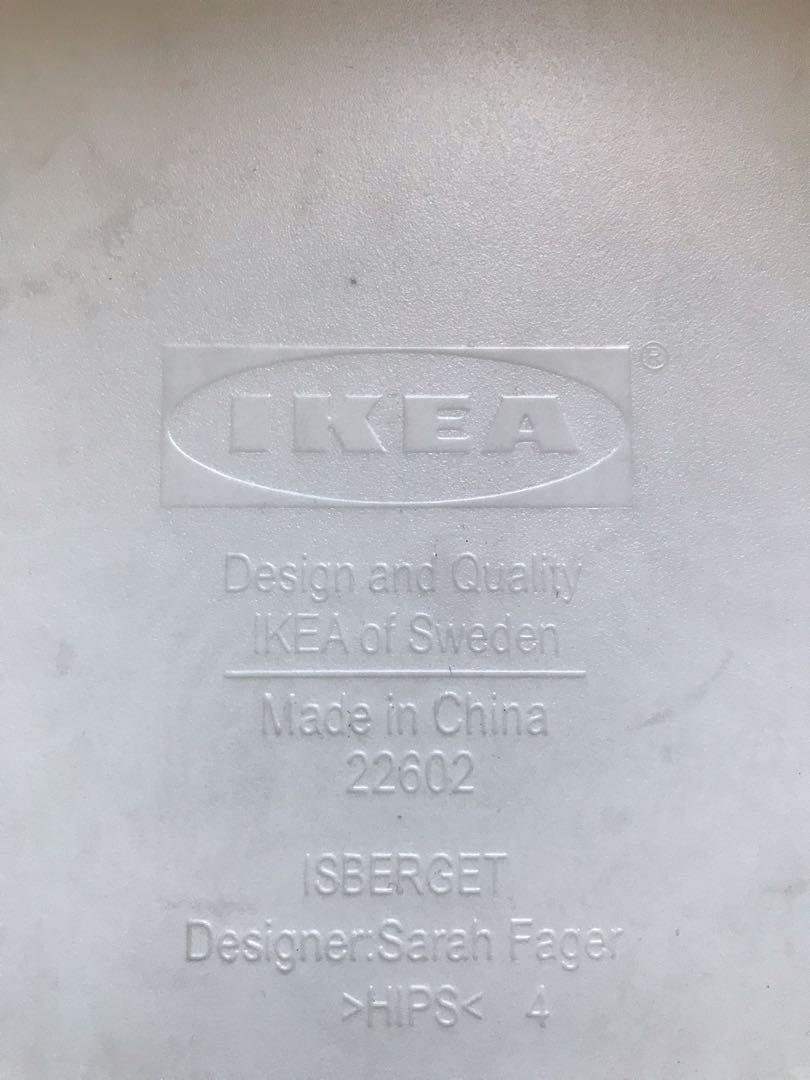 IKEA ®
Design and Quality
IKEA of Sweden
Made in China
22602
ISBERGET
Designer:Sarah Fager
>HIPS< 4